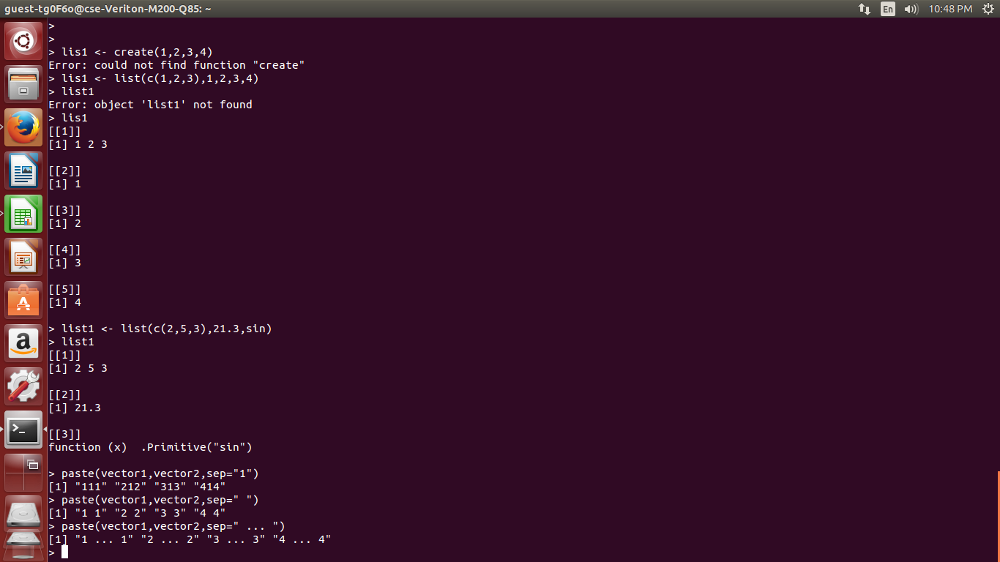 guest-tg0F6o@cse-Veriton-M200-Q85: ~
En
10:48 PM
>
>
> lis1 <- create(1,2,3,4)
Error: could not find function "create"
> lis1 <- list(c(1,2,3),1,2,3,4)
> list1
Error: object 'list1' not found
> lis1
[[1]]
[1] 1 2 3
[[2]]
[1] 1
[[3]]
[1] 2
[[4]]
[1] 3
[[5]]
[1] 4
> list1 <- list(c(2,5,3),21.3,sin)
> list1
[[1]]
[1] 2 5 3
[[2]]
[1] 21.3
[[3]]
function (x)  .Primitive("sin")
> paste(vector1,vector2,sep="1")
[1] "111" "212" "313" "414"
> paste(vector1,vector2,sep=" ")
[1] "1 1" "2 2" "3 3" "4 4"
> paste(vector1,vector2,sep=" ... ")
[1] "1 ... 1" "2 ... 2" "3 ... 3" "4 ... 4"
>